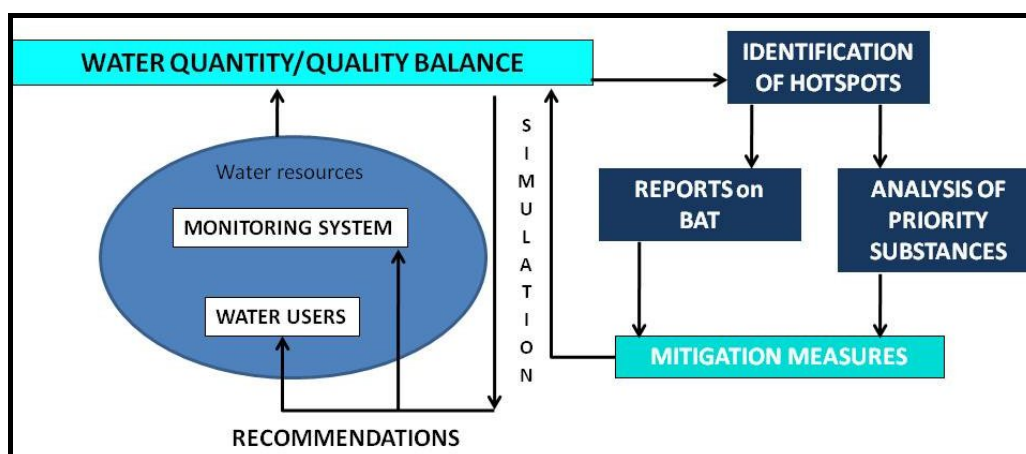 WATER QUANTITY/QUALITY BALANCE
IDENTIFICATION
OF HOTSPOTS
Water resources
MONITORING SYSTEM
WATER USERS
SIMULATION
REPORTS on
BAT
ANALYSIS OF
PRIORITY
SUBSTANCES
MITIGATION MEASURES
RECOMMENDATIONS